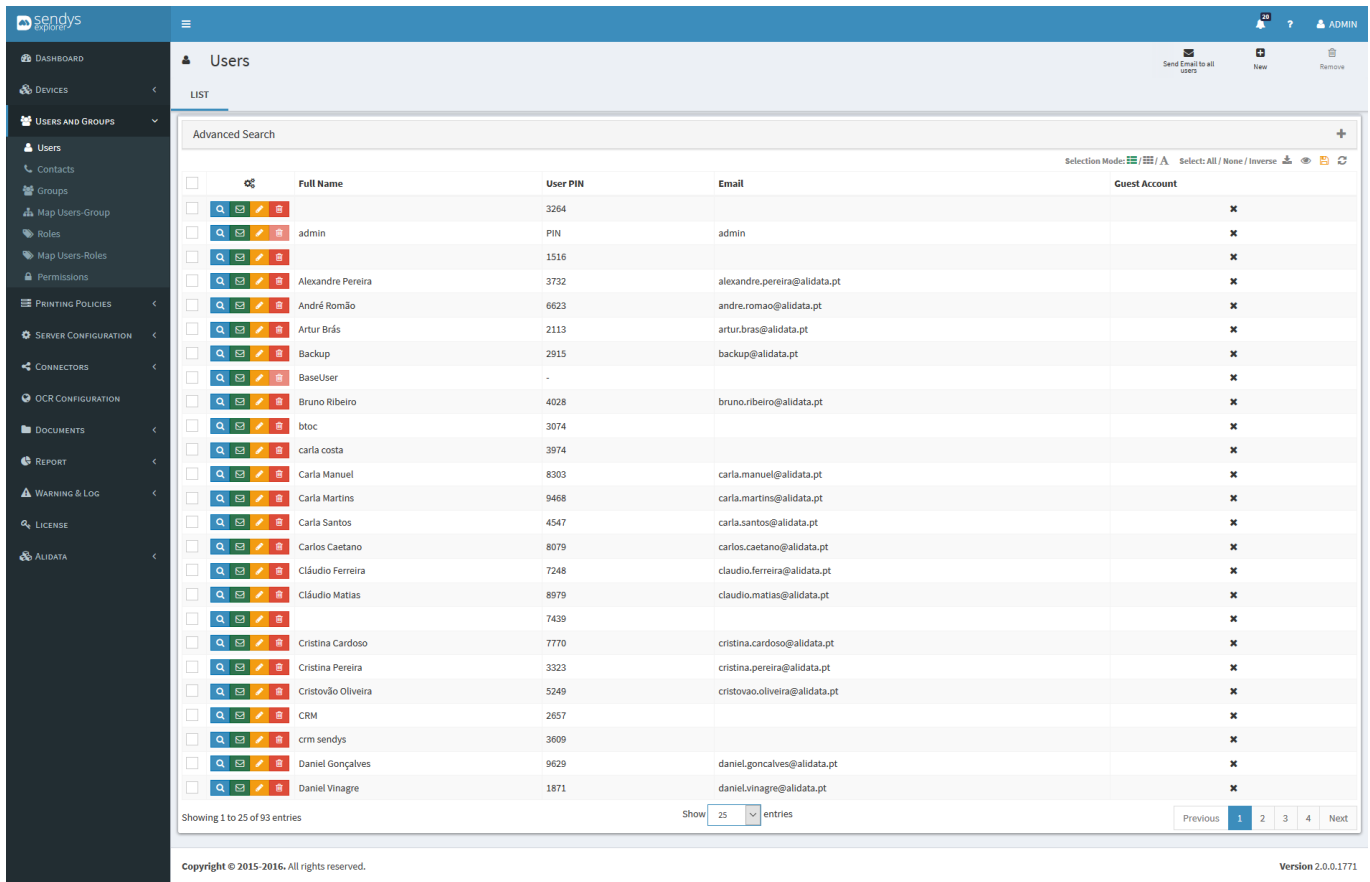 sendys
explorer
20
?
ADMIN
DASHBOARD
DEVICES
USERS AND GROUPS
Users
Contacts
Groups
Map Users-Group
Roles
Map Users-Roles
Permissions
PRINTING POLICIES
SERVER CONFIGURATION
CONNECTORS
OCR CONFIGURATION
DOCUMENTS
REPORT
WARNING & LOG
LICENSE
ALIDATA
Users
Send Email to all
users
New
Remove
LIST
Advanced Search
Selection Mode: / / A Select: All / None / Inverse
Full Name User PIN Email Guest Account
3264
admin PIN admin
1516
Alexandre Pereira 3732 alexandre.pereira@alidata.pt
André Romão 6623 andre.romao@alidata.pt
Artur Brás 2113 artur.bras@alidata.pt
Backup 2915 backup@alidata.pt
BaseUser -
Bruno Ribeiro 4028 bruno.ribeiro@alidata.pt
btoc 3074
carla costa 3974
Carla Manuel 8303 carla.manuel@alidata.pt
Carla Martins 9468 carla.martins@alidata.pt
Carla Santos 4547 carla.santos@alidata.pt
Carlos Caetano 8079 carlos.caetano@alidata.pt
Cláudio Ferreira 7248 claudio.ferreira@alidata.pt
Cláudio Matias 8979 claudio.matias@alidata.pt
7439
Cristina Cardoso 7770 cristina.cardoso@alidata.pt
Cristina Pereira 3323 cristina.pereira@alidata.pt
Cristovão Oliveira 5249 cristovao.oliveira@alidata.pt
CRM 2657
crm sendys 3609
Daniel Gonçalves 9629 daniel.goncalves@alidata.pt
Daniel Vinagre 1871 daniel.vinagre@alidata.pt
Showing 1 to 25 of 93 entries
Show 25 entries
Previous 1 2 3 4 Next
Copyright © 2015-2016. All rights reserved.
Version 2.0.0.1771